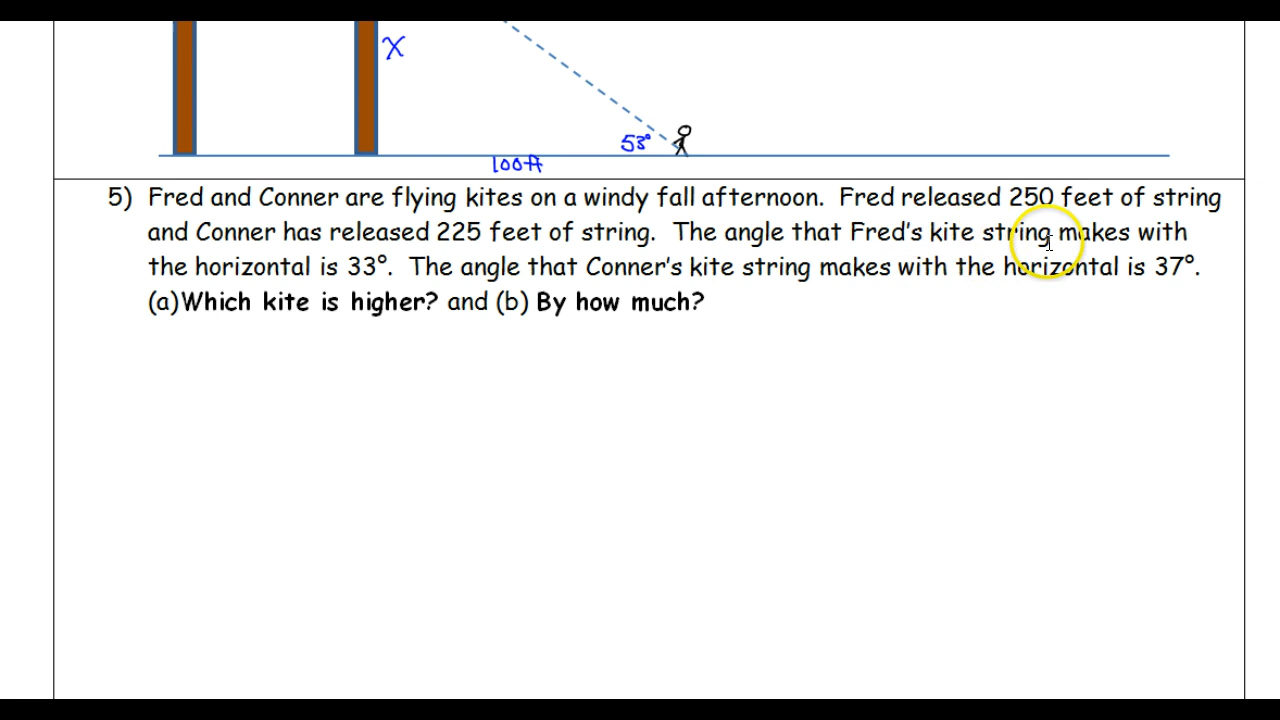 X
53°
100ft
5) Fred and Conner are flying kites on a windy fall afternoon. Fred released 250 feet of string
and Conner has released 225 feet of string. The angle that Fred's kite string makes with
the horizontal is 33°. The angle that Conner's kite string makes with the horizontal is 37°.
(a)Which kite is higher? and (b) By how much?